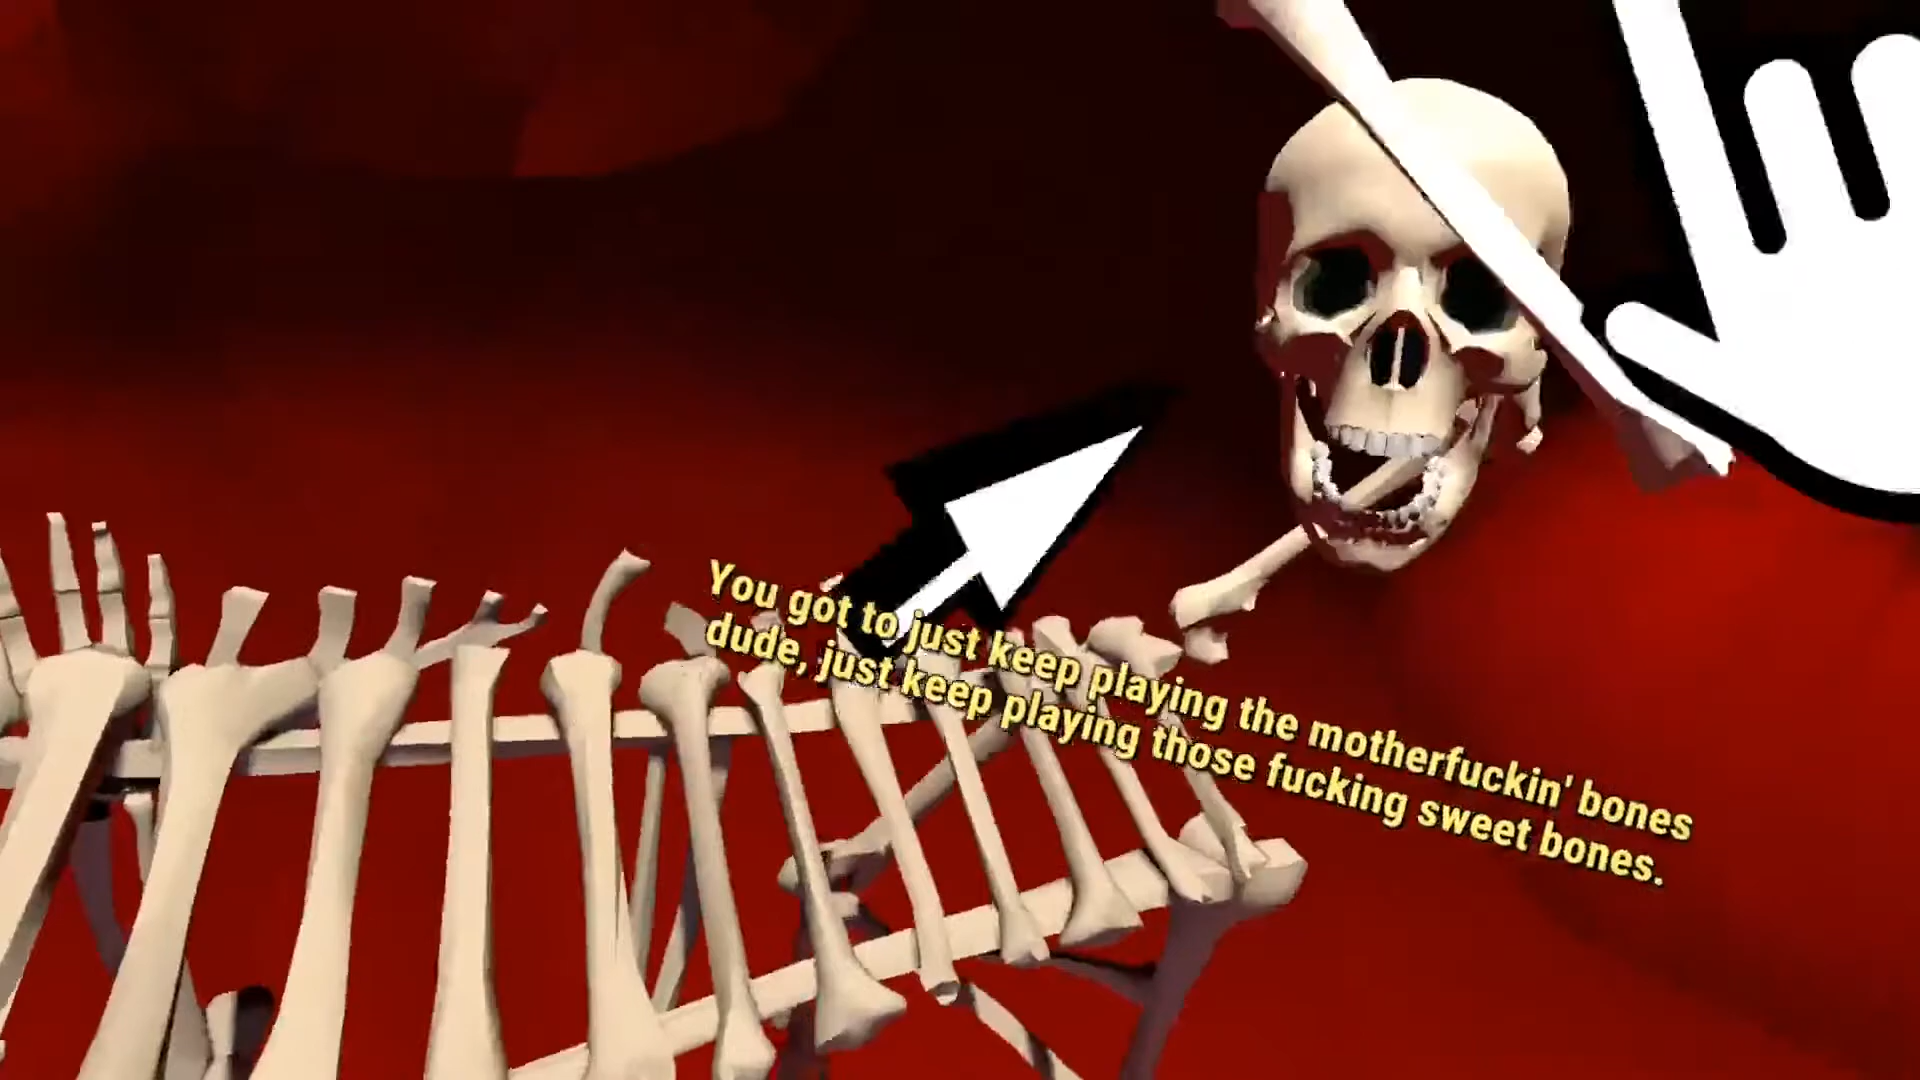 You got to just keep playing the motherfuckin' bones
dude, just keep playing those fucking sweet bones.